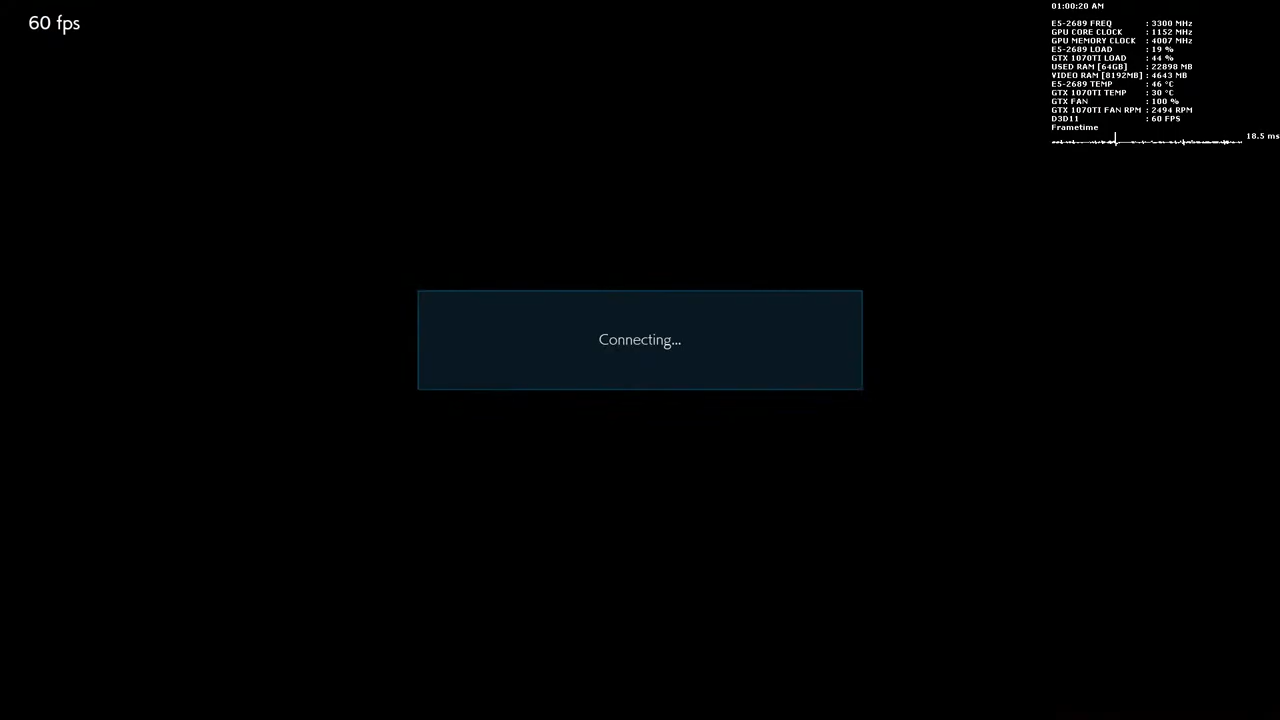 60 fps
01:00:20 AM
E5-2689 FREQ : 3300 MHz
GPU CORE CLOCK : 1152 MHz
GPU MEMORY CLOCK : 4007 MHz
E5-2689 LOAD : 19 %
GTX 1070TI LOAD : 44 %
USED RAM [64GB] : 22898 MB
VIDEO RAM [8192MB] : 4643 MB
E5-2689 TEMP : 46 °C
GTX 1070TI TEMP : 30 °C
GTX FAN : 100 %
GTX 1070TI FAN RPM : 2494 RPM
D3D11 : 60 FPS
Frametime
18.5 ms
Connecting...